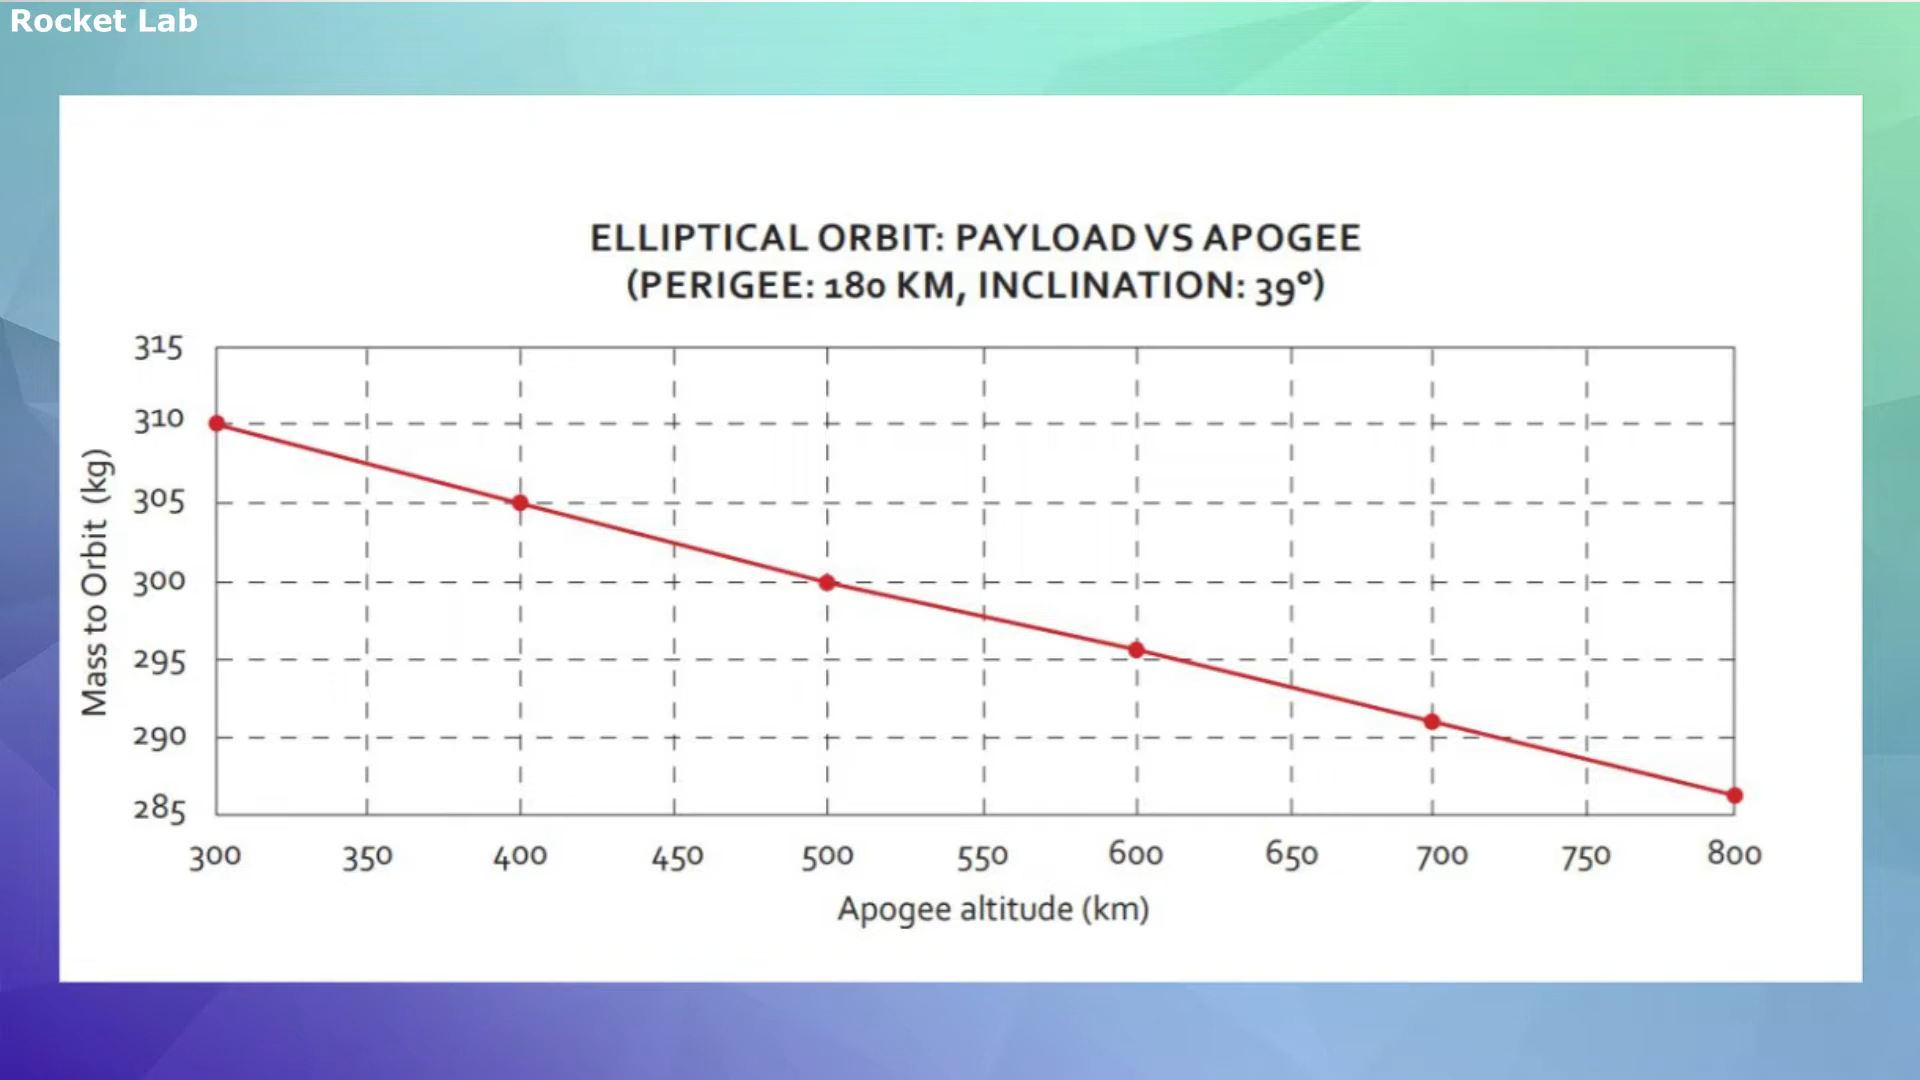 Rocket Lab
ELLIPTICAL ORBIT: PAYLOAD VS APOGEE
(PERIGEE: 180 KM, INCLINATION: 39°)
315
310
305
300
295
290
285
Mass to Orbit (kg)
300 350 400 450 500 550 600 650 700 750 800
Apogee altitude (km)